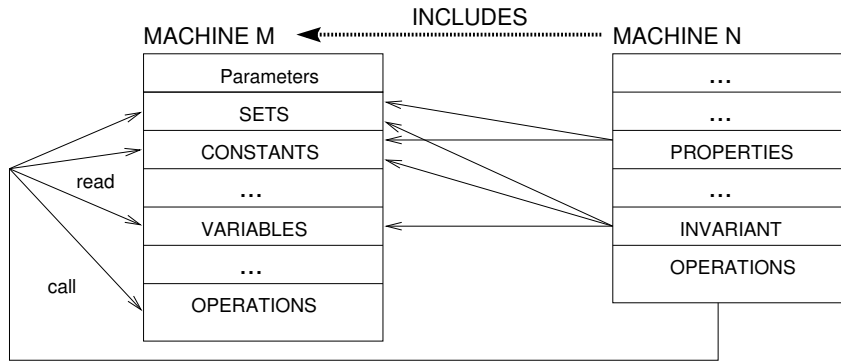 INCLUDES
MACHINE M
MACHINE N
Parameters
...
SETS
...
CONSTANTS
PROPERTIES
read
...
...
VARIABLES
INVARIANT
...
OPERATIONS
call
OPERATIONS